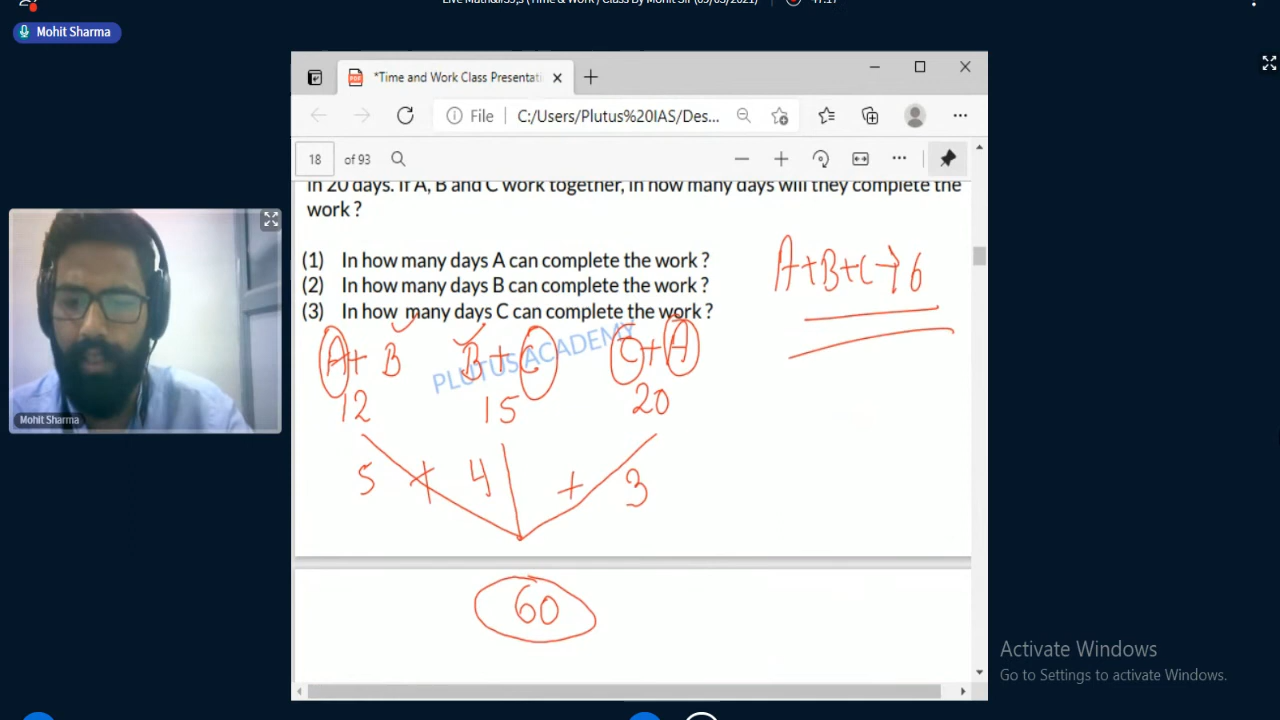 Mohit Sharma
*Time and Work Class Presentati
File C:/Users/Plutus%20IAS/Des...
18 of 93
in 20 days. If A, B and C work together, in how many days will they complete the
work ?
(1) In how many days A can complete the work ?
(2) In how many days B can complete the work ?
(3) In how many days C can complete the work ?
A+B+C→6
A+B B+C C+A
PLUTUS ACADEMY
12 15 20
5 + 4 + 3
60
Mohit Sharma
Activate Windows
Go to Settings to activate Windows.